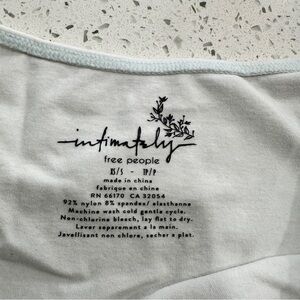 intimately
free people
XS/S - TP/P
made in china
fabrique en chine
RN 66170 CA 32054
92% nylon 8% spandex/ elasthanne
Machine wash cold gentle cycle.
Non-chlorine bleach, lay flat to dry.
Laver separement a la main.
Javellisant non chlore, secher a plat.